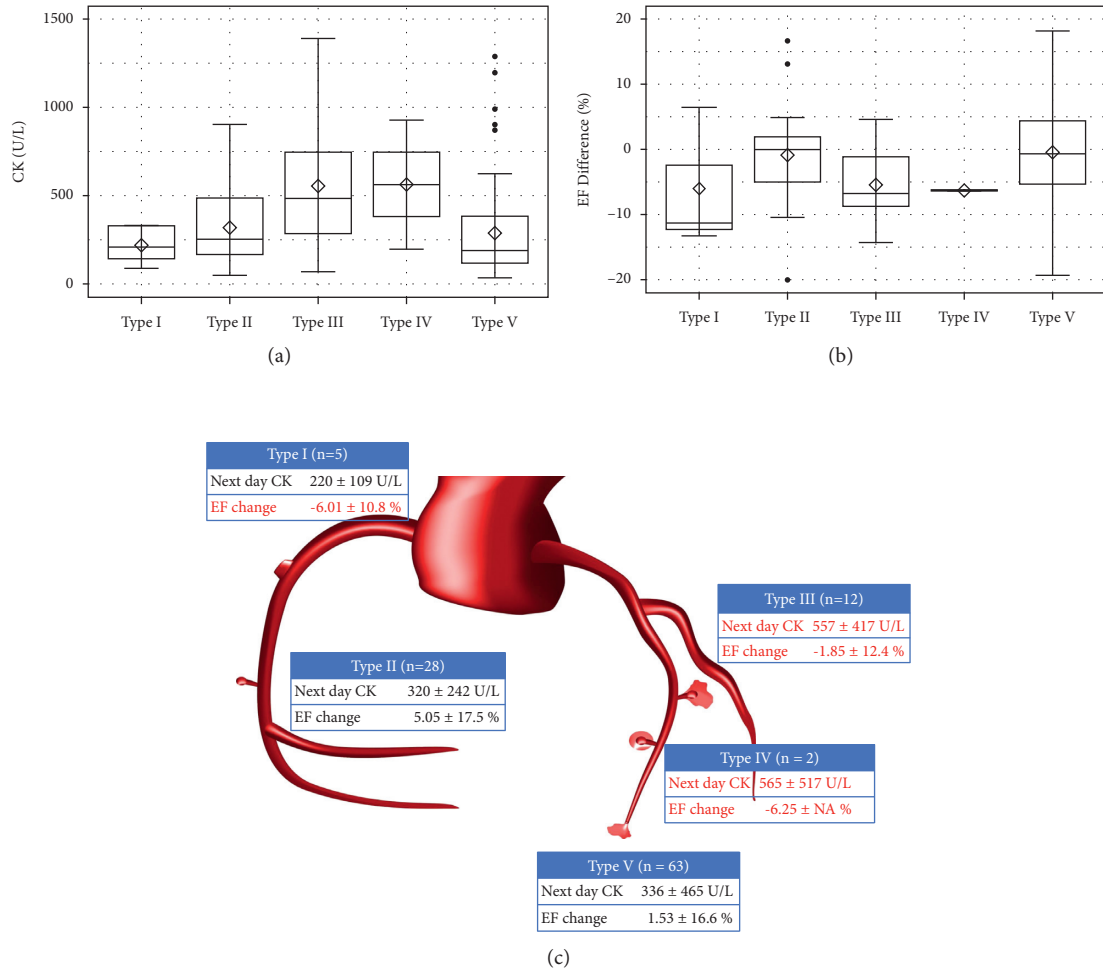 1500
1000
500
0
CK (U/L)
Type I Type II Type III Type IV Type V
(a)
20
10
0
−10
−20
EF Difference (%)
Type I Type II Type III Type IV Type V
(b)
Type I (n=5)
Next day CK 220 ± 109 U/L
EF change -6.01 ± 10.8 %
Type II (n=28)
Next day CK 320 ± 242 U/L
EF change 5.05 ± 17.5 %
Type III (n=12)
Next day CK 557 ± 417 U/L
EF change -1.85 ± 12.4 %
Type IV (n = 2)
Next day CK 565 ± 517 U/L
EF change -6.25 ± NA %
Type V (n = 63)
Next day CK 336 ± 465 U/L
EF change 1.53 ± 16.6 %
(c)